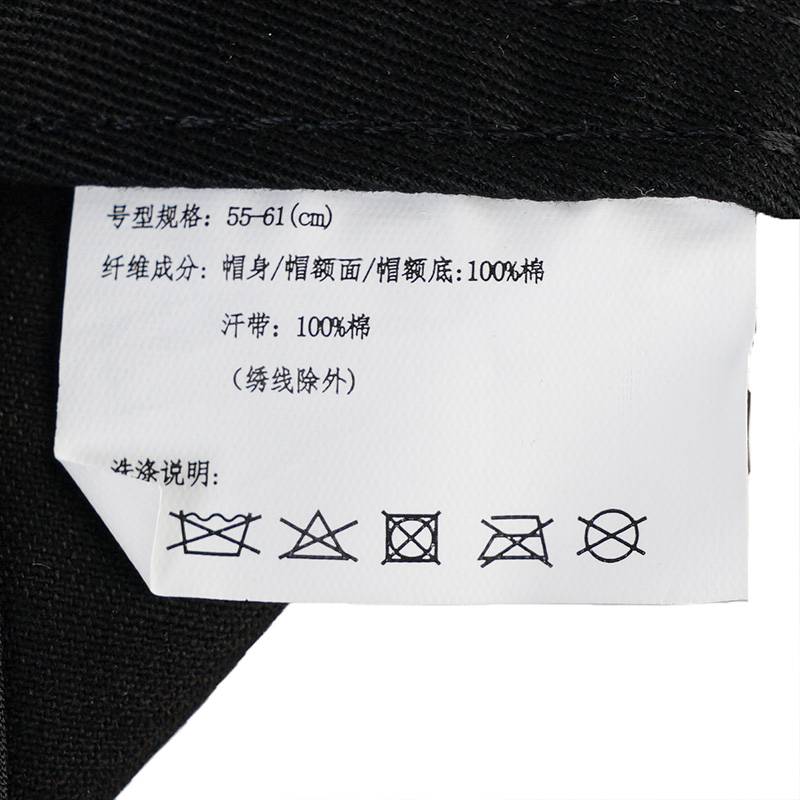 号型规格: 55-61(cm)
纤维成分: 帽身/帽额面/帽额底:100%棉
汗带: 100%棉
(绣线除外)
洗涤说明: